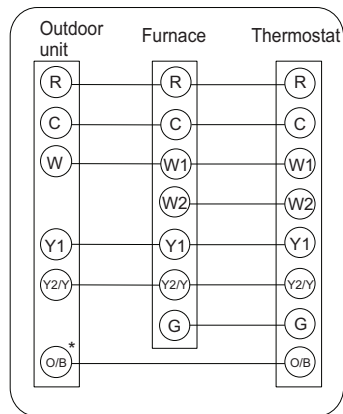 Outdoor unit Furnace Thermostat
R R R
C C C
W W1 W1
W2 W2
Y1 Y1 Y1
Y2/Y Y2/Y Y2/Y
G G
O/B * O/B